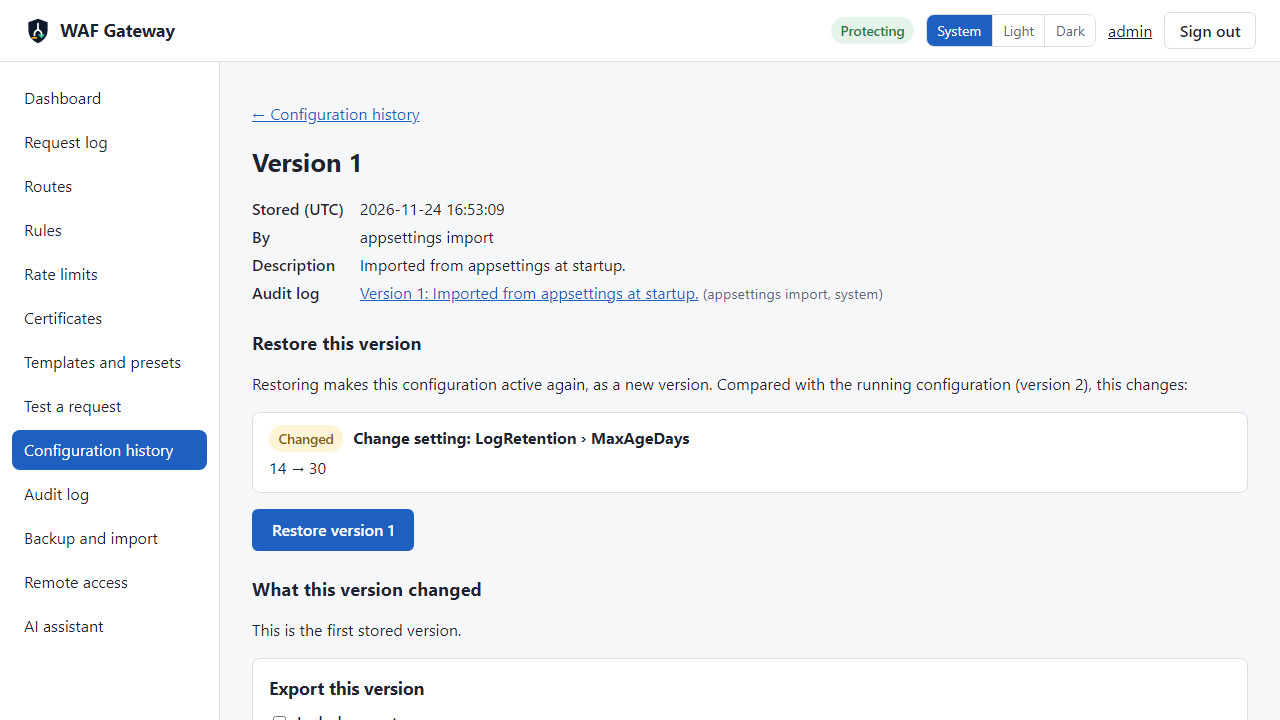 WAF Gateway
Protecting
System
Light
Dark
admin
Sign out
Dashboard
Request log
Routes
Rules
Rate limits
Certificates
Templates and presets
Test a request
Configuration history
Audit log
Backup and import
Remote access
AI assistant
← Configuration history
Version 1
Stored (UTC) 2026-11-24 16:53:09
By appsettings import
Description Imported from appsettings at startup.
Audit log Version 1: Imported from appsettings at startup. (appsettings import, system)
Restore this version
Restoring makes this configuration active again, as a new version. Compared with the running configuration (version 2), this changes:
Changed Change setting: LogRetention › MaxAgeDays
14 → 30
Restore version 1
What this version changed
This is the first stored version.
Export this version